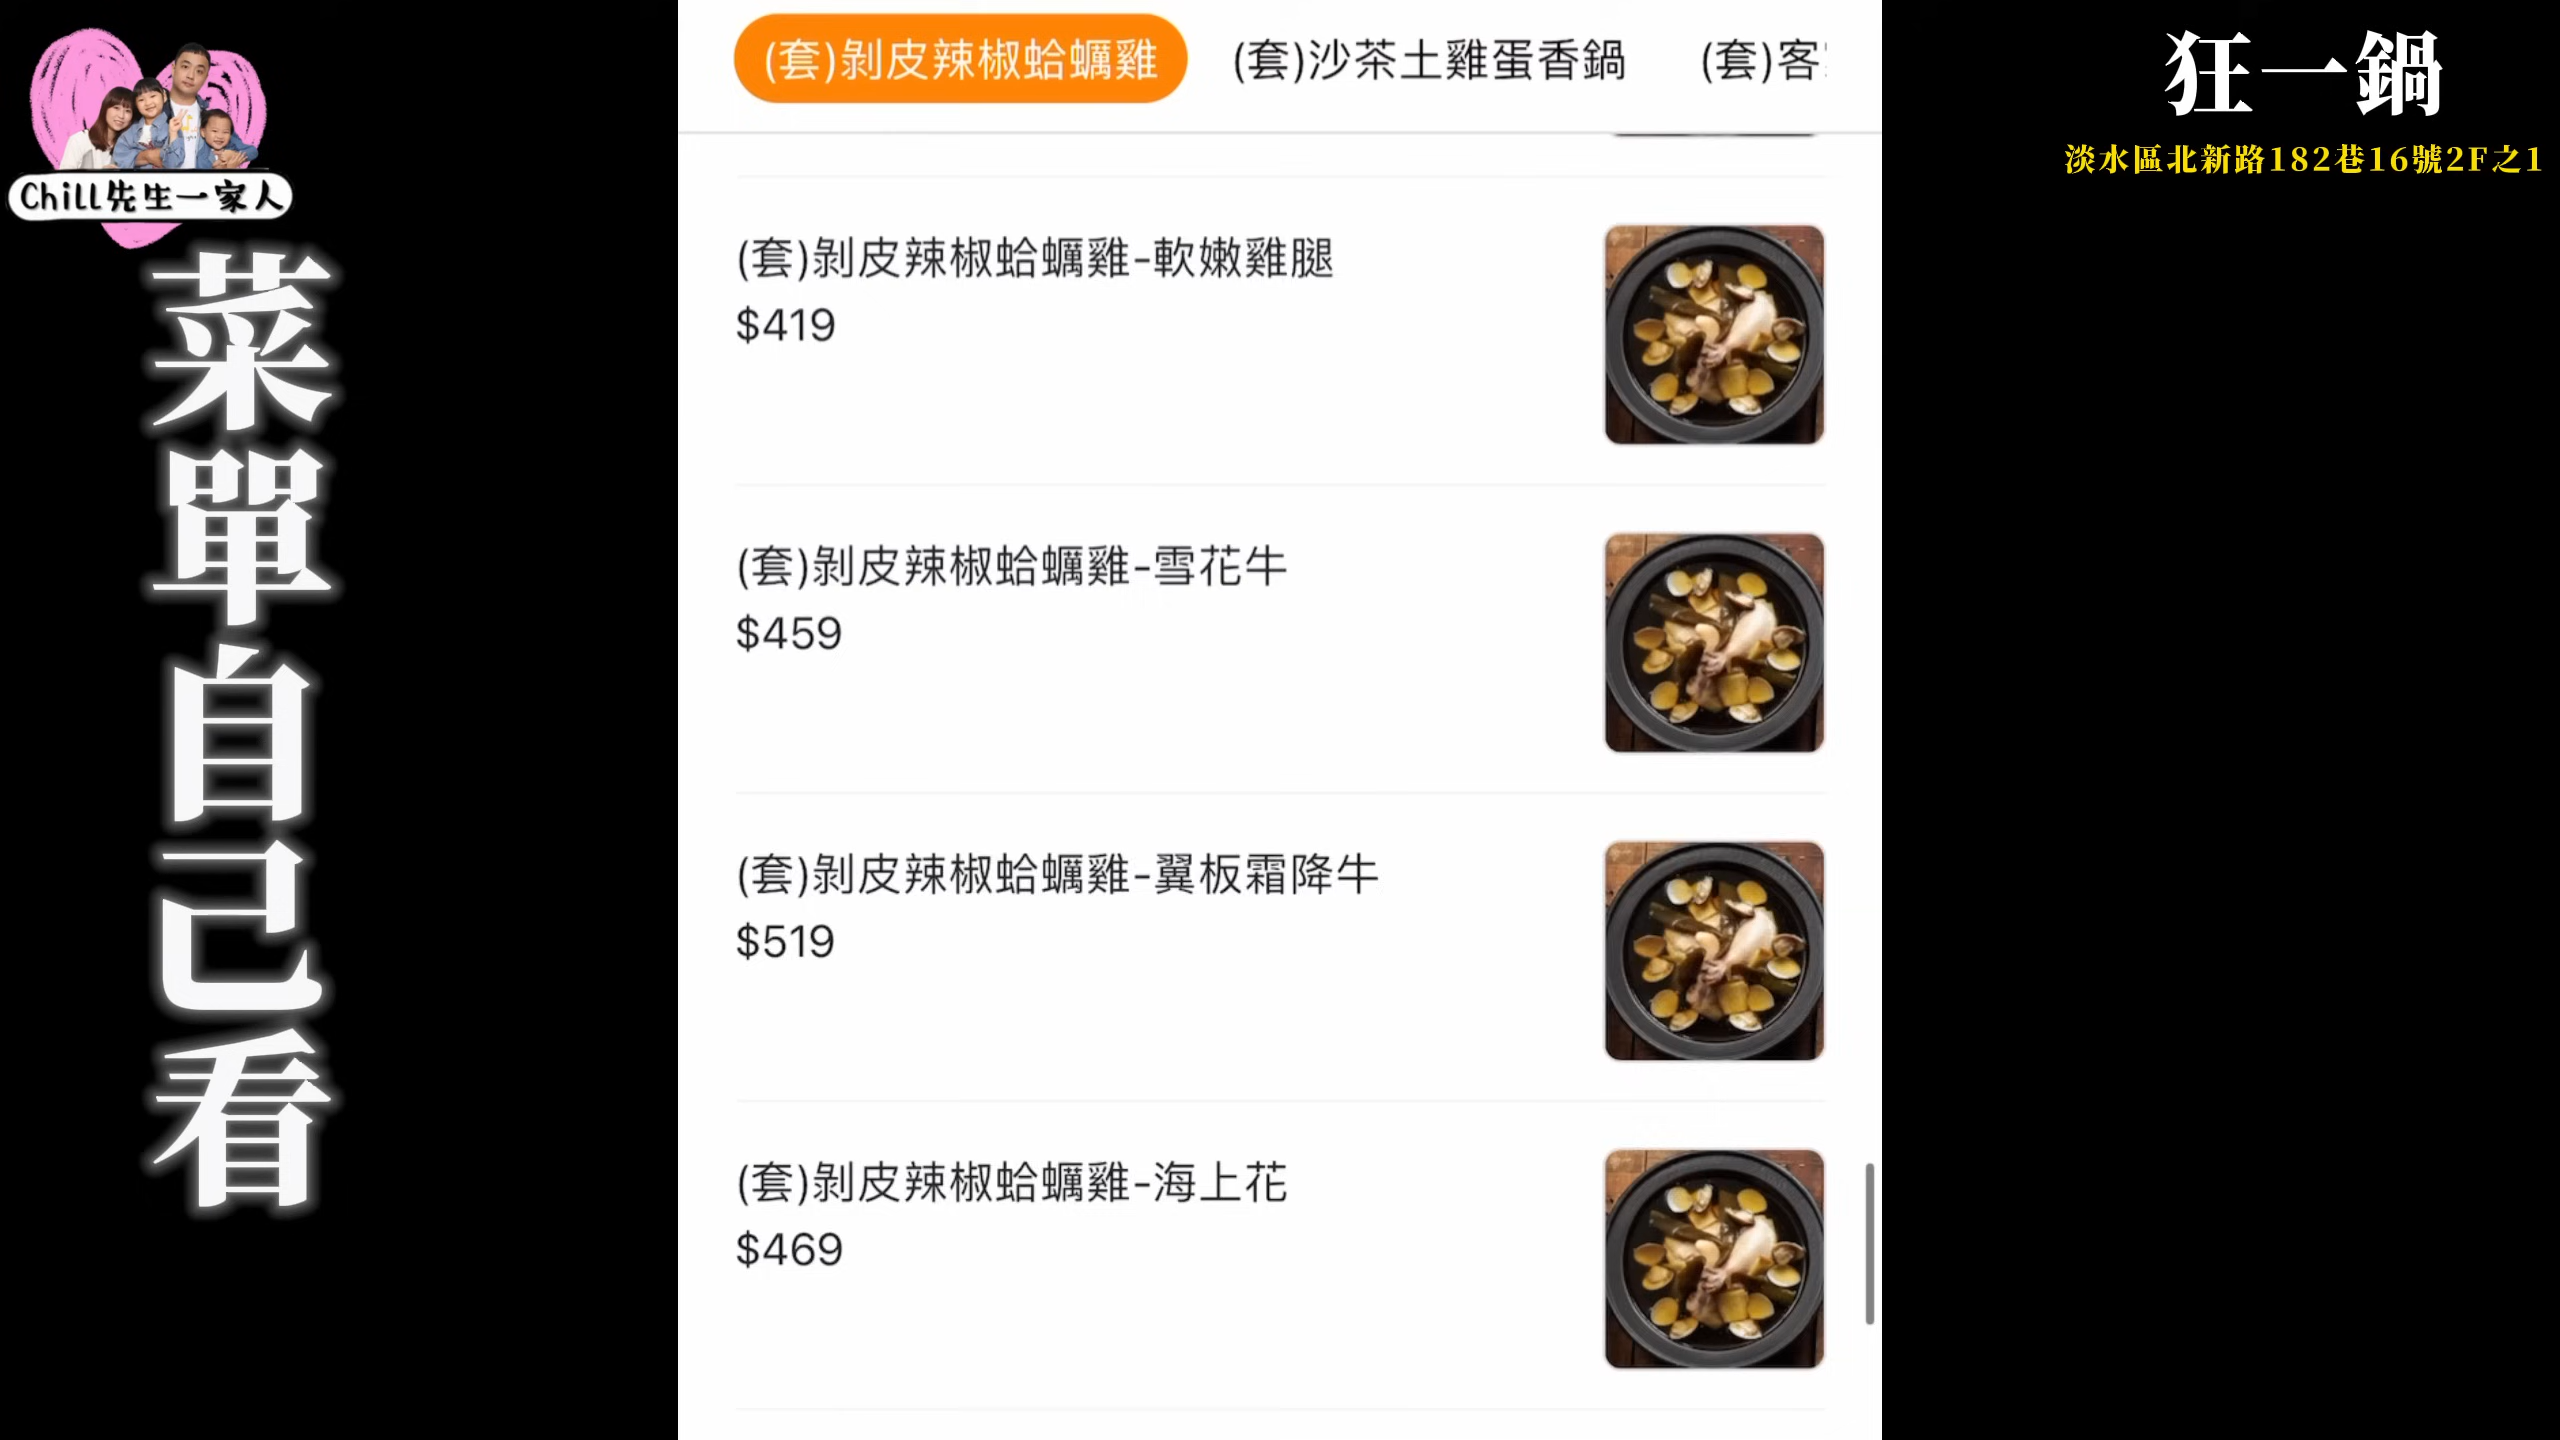 Chill先生一家人
菜單自己看
(套)剝皮辣椒蛤蠣雞
(套)沙茶土雞蛋香鍋
(套)客
(套)剝皮辣椒蛤蠣雞-軟嫩雞腿
$419
(套)剝皮辣椒蛤蠣雞-雪花牛
$459
(套)剝皮辣椒蛤蠣雞-翼板霜降牛
$519
(套)剝皮辣椒蛤蠣雞-海上花
$469
狂一鍋
淡水區北新路182巷16號2F之1